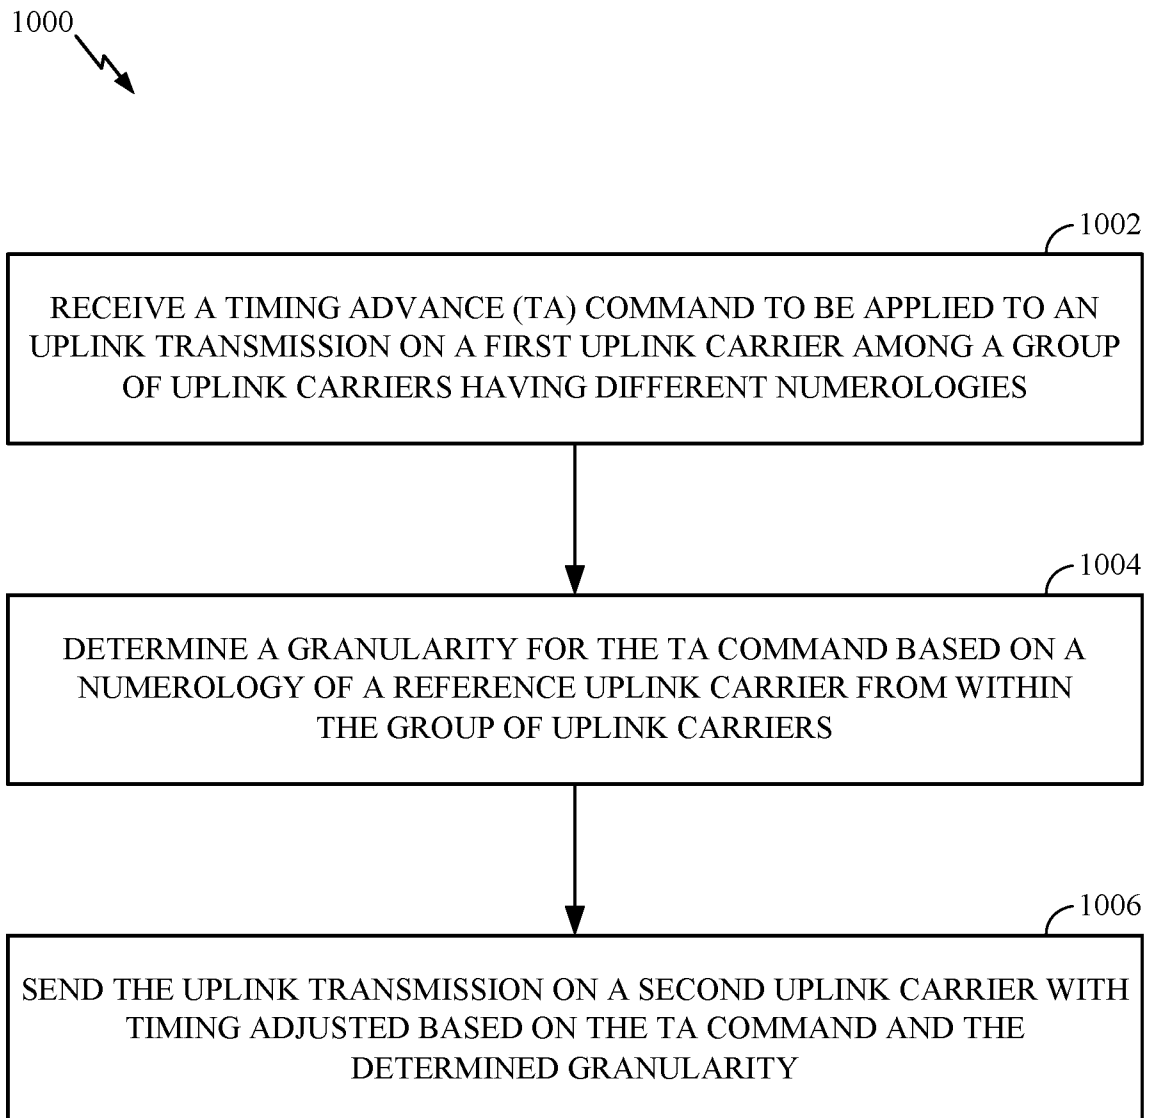 1000
1002
RECEIVE A TIMING ADVANCE (TA) COMMAND TO BE APPLIED TO AN
UPLINK TRANSMISSION ON A FIRST UPLINK CARRIER AMONG A GROUP
OF UPLINK CARRIERS HAVING DIFFERENT NUMEROLOGIES
1004
DETERMINE A GRANULARITY FOR THE TA COMMAND BASED ON A
NUMEROLOGY OF A REFERENCE UPLINK CARRIER FROM WITHIN
THE GROUP OF UPLINK CARRIERS
1006
SEND THE UPLINK TRANSMISSION ON A SECOND UPLINK CARRIER WITH
TIMING ADJUSTED BASED ON THE TA COMMAND AND THE
DETERMINED GRANULARITY